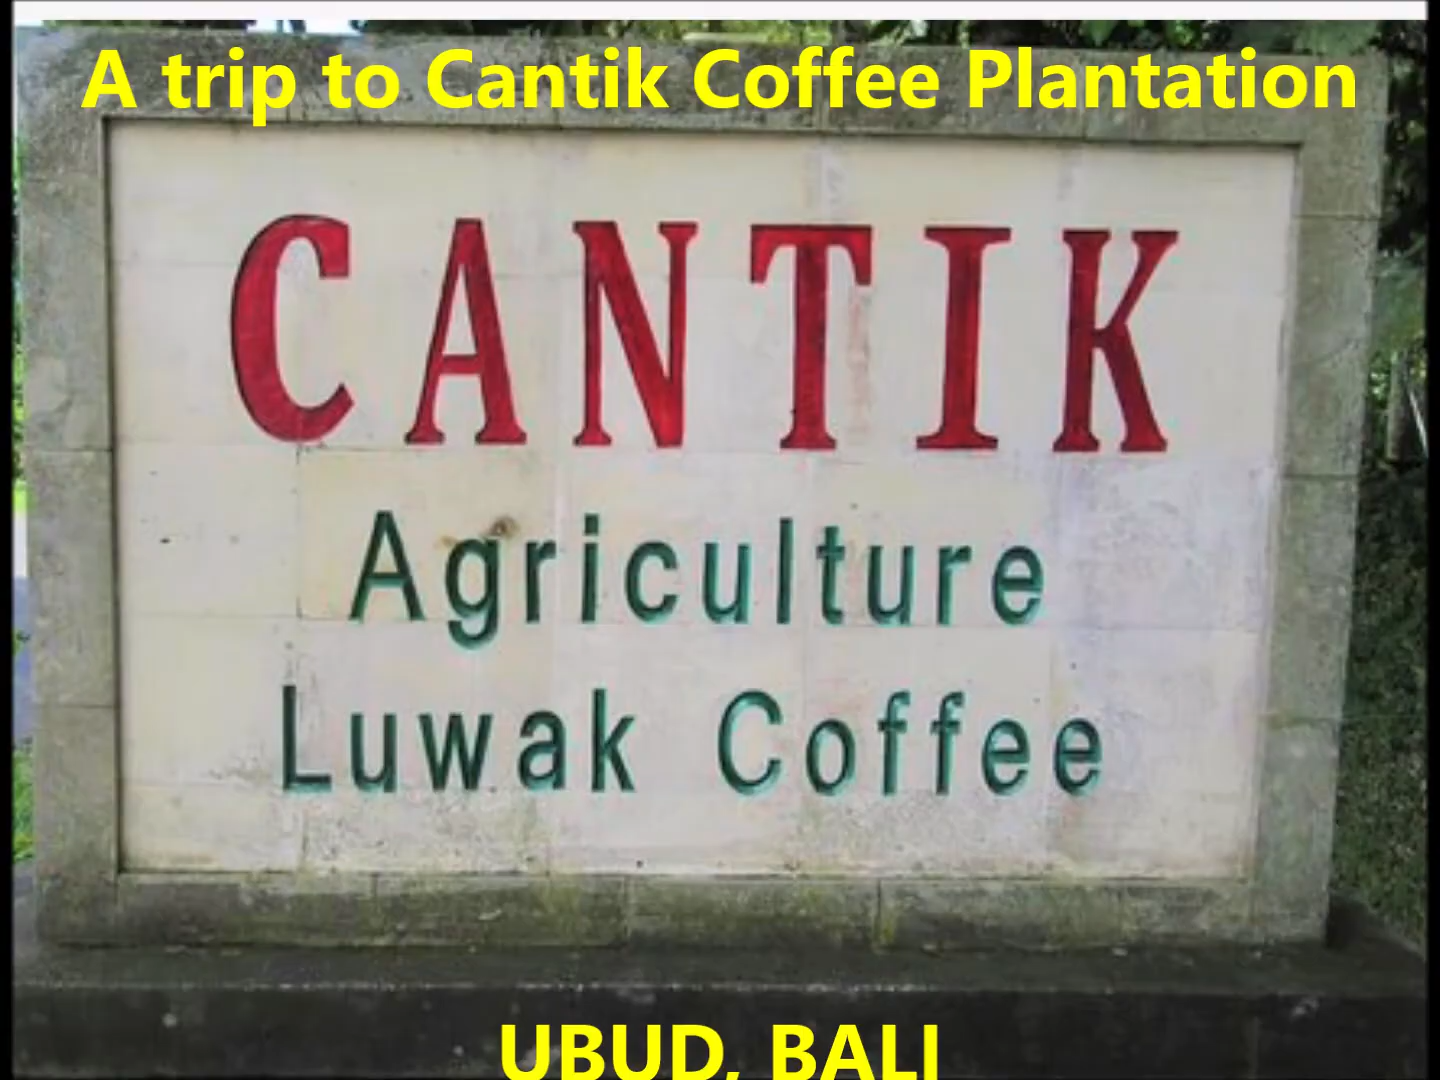 A trip to Cantik Coffee Plantation
CANTIK
Agriculture
Luwak Coffee
UBUD, BALI